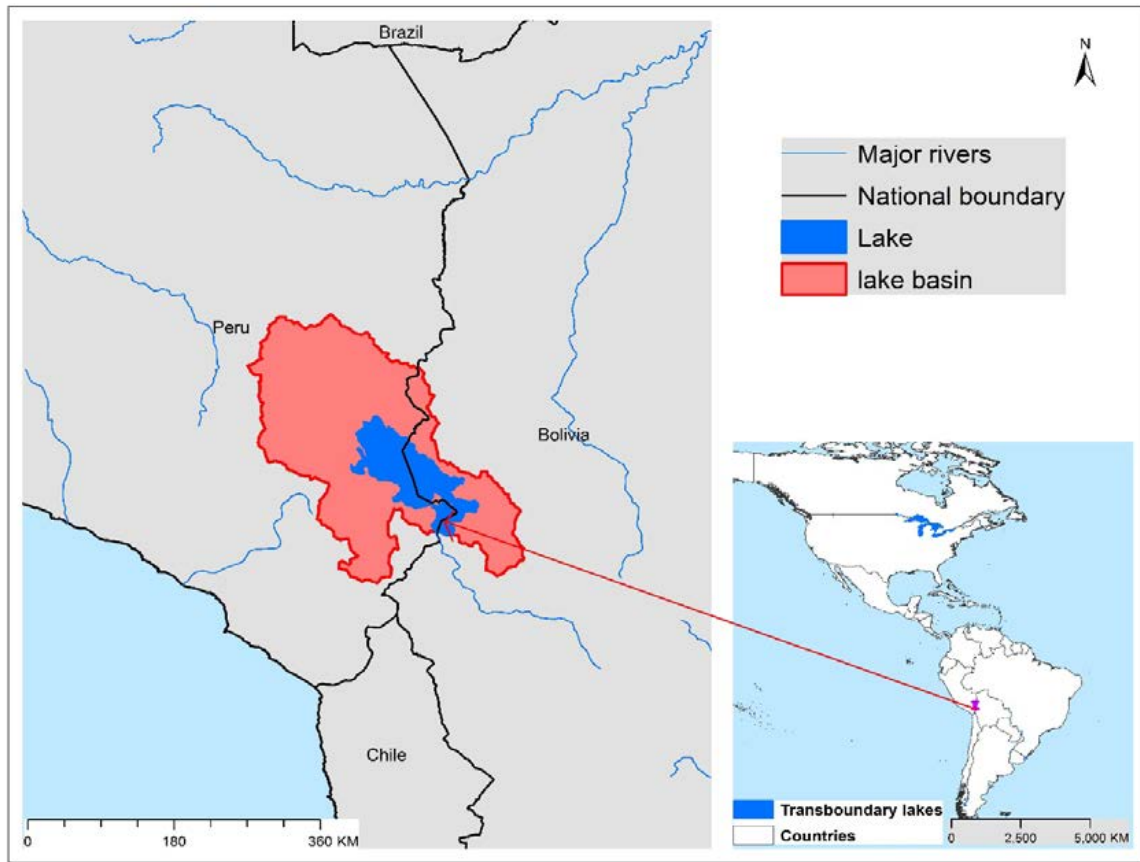 Brazil
N
Major rivers
National boundary
Lake
lake basin
Peru
Bolivia
Chile
0 180 360 KM
Transboundary lakes
Countries
0 2,500 5,000 KM